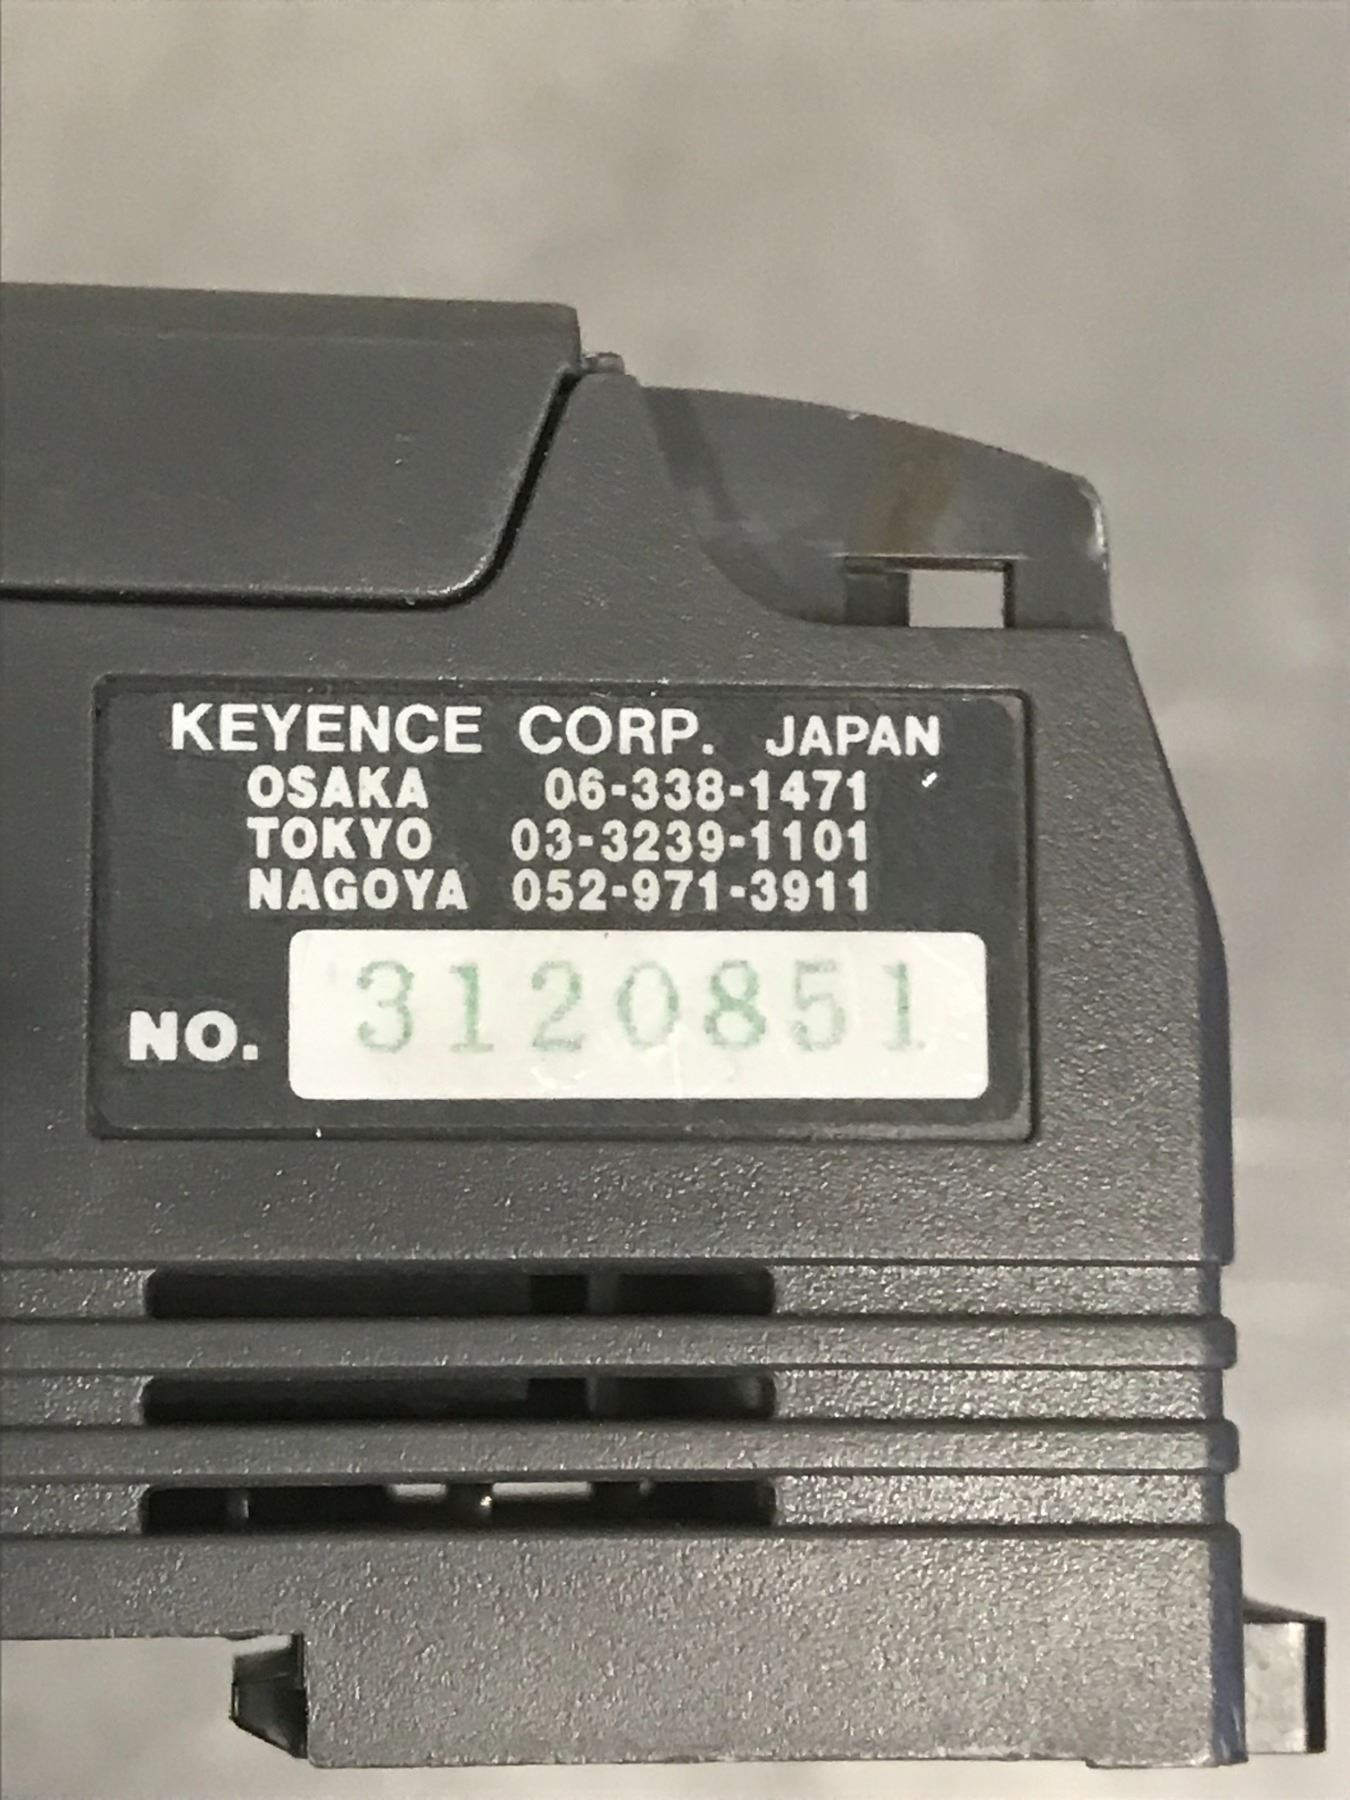 KEYENCE CORP. JAPAN
OSAKA 06-338-1471
TOKYO 03-3239-1101
NAGOYA 052-971-3911
NO. 3120851